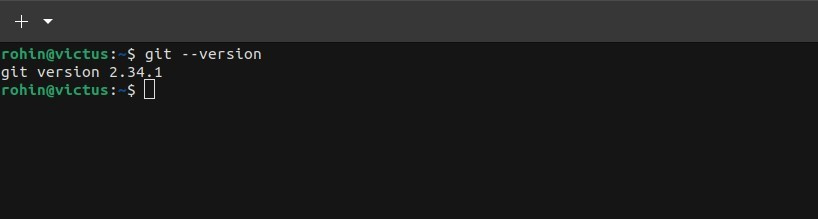 rohin@victus:~$ git --version
git version 2.34.1
rohin@victus:~$